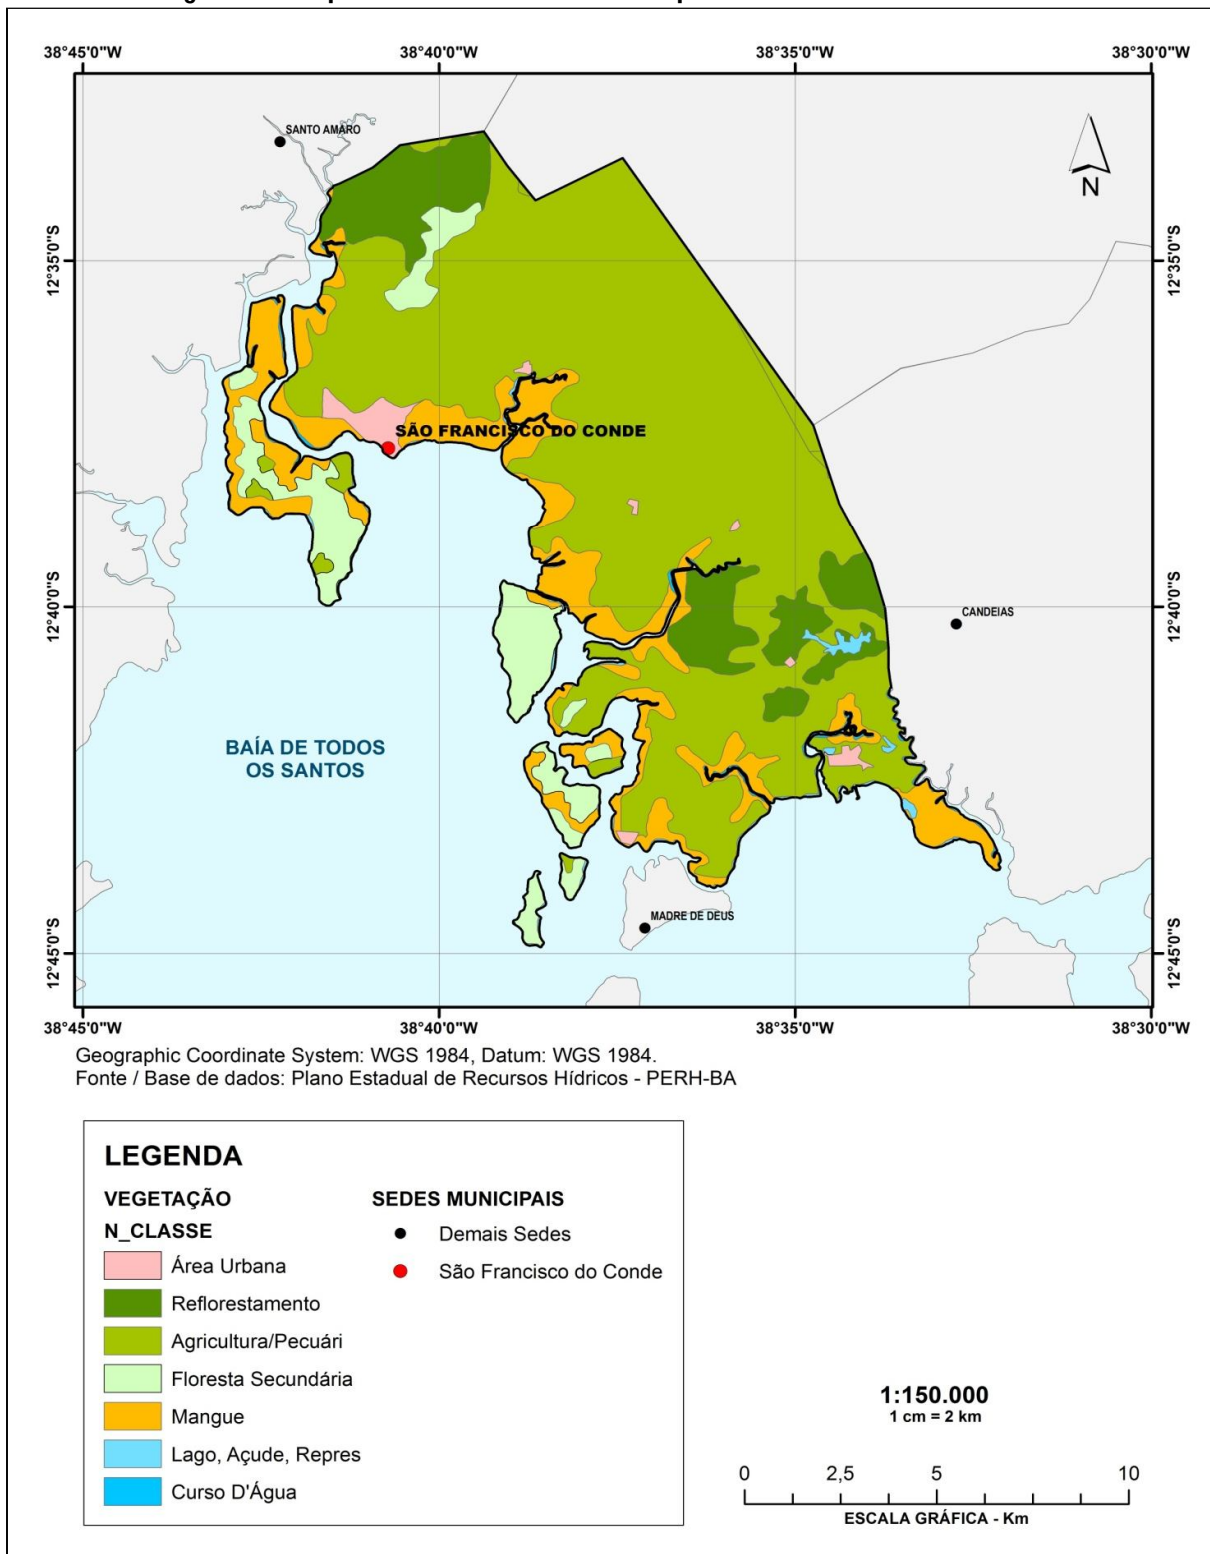 38°45'0"W
38°40'0"W
38°35'0"W
38°30'0"W
SANTO AMARO
N
12°35'0"S
12°35'0"S
SÃO FRANCISCO DO CONDE
12°40'0"S
12°40'0"S
CANDEIAS
BAÍA DE TODOS
OS SANTOS
MADRE DE DEUS
12°45'0"S
12°45'0"S
38°45'0"W
38°40'0"W
38°35'0"W
38°30'0"W
Geographic Coordinate System: WGS 1984, Datum: WGS 1984.
Fonte / Base de dados: Plano Estadual de Recursos Hídricos - PERH-BA
LEGENDA
VEGETAÇÃO
N_CLASSE
Área Urbana
Reflorestamento
Agricultura/Pecuári
Floresta Secundária
Mangue
Lago, Açude, Repres
Curso D'Água
SEDES MUNICIPAIS
Demais Sedes
São Francisco do Conde
1:150.000
1 cm = 2 km
0 2,5 5 10
ESCALA GRÁFICA - Km